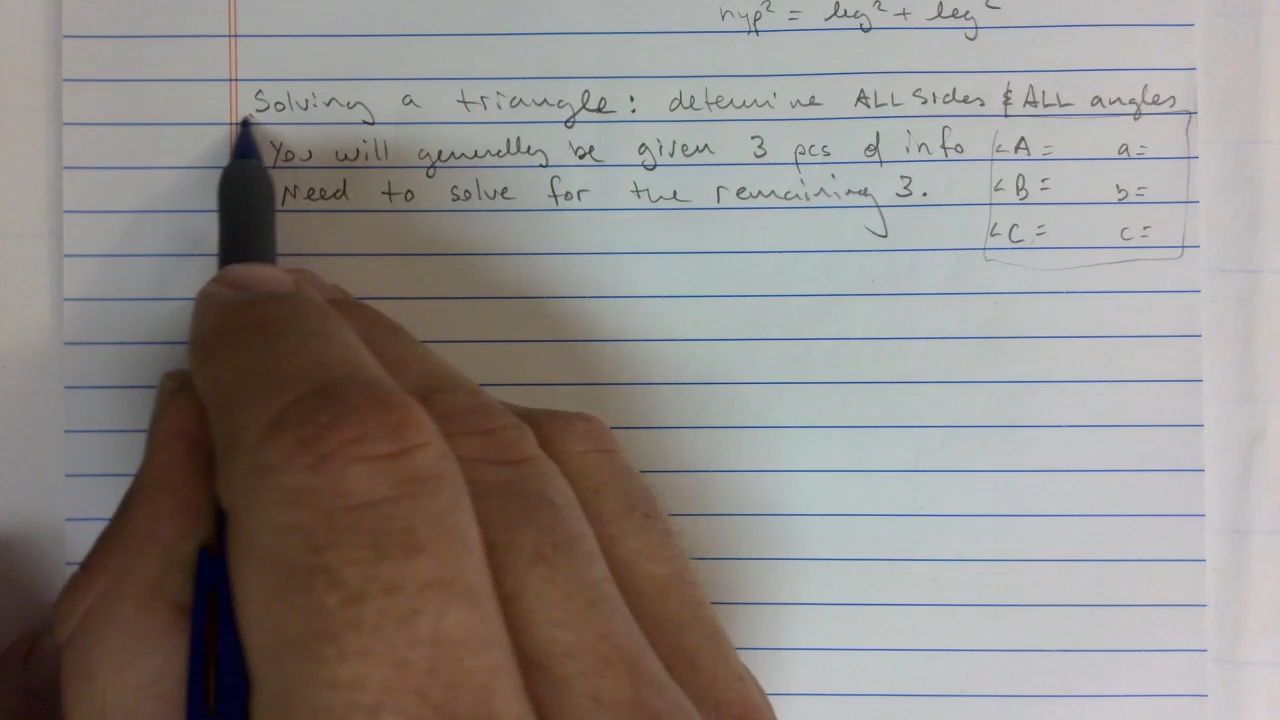 hyp² = leg² + leg²
Solving a triangle: determine ALL sides & ALL angles
You will generally be given 3 pcs of info ∠A = a=
Need to solve for the remaining 3. ∠B = b=
∠C = c=